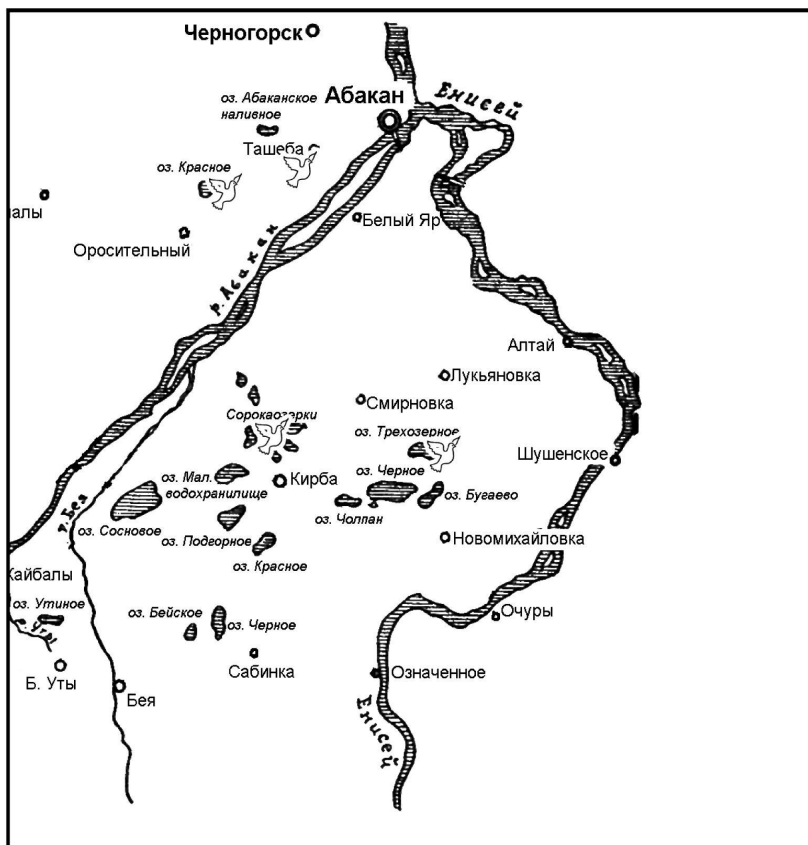 Черногорск
Енисей
оз. Абаканское
наливное
Абакан
Ташеба
оз. Красное
Белый Яр
Оросительный
р. Абакан
Алтай
Лукьяновка
Смирновка
Сорокаозерки
оз. Трехозерное
Шушенское
оз. Мал.
водохранилище
Кирба
оз. Черное
оз. Бугаево
р. Бея
оз. Сосновое
оз. Чолпан
оз. Подгорное
Новомихайловка
оз. Красное
Кайбалы
оз. Утиное
оз. Бейское
Очуры
оз. Черное
Сабинка
Означенное
Б. Уты
Бея
Енисей